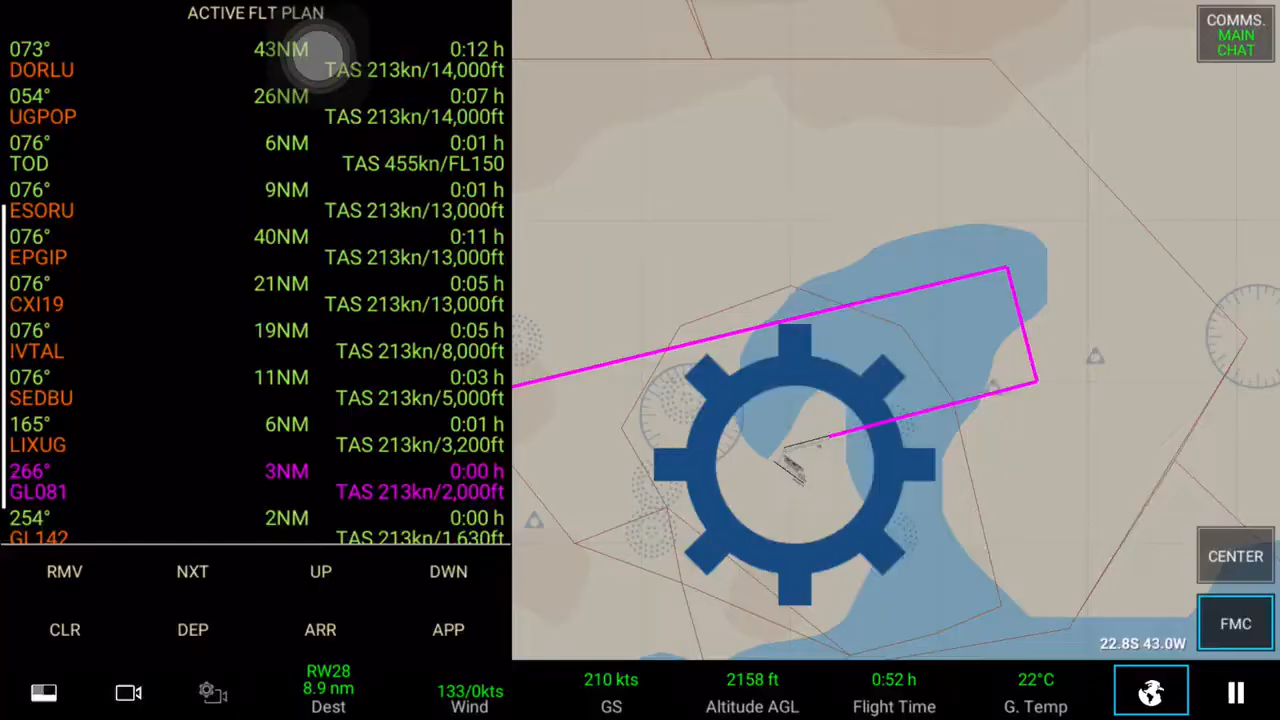 ACTIVE FLT PLAN
073° 43NM 0:12 h
DORLU TAS 213kn/14,000ft
054° 26NM 0:07 h
UGPOP TAS 213kn/14,000ft
076° 6NM 0:01 h
TOD TAS 455kn/FL150
076° 9NM 0:01 h
ESORU TAS 213kn/13,000ft
076° 40NM 0:11 h
EPGIP TAS 213kn/13,000ft
076° 21NM 0:05 h
CXI19 TAS 213kn/13,000ft
076° 19NM 0:05 h
IVTAL TAS 213kn/8,000ft
076° 11NM 0:03 h
SEDBU TAS 213kn/5,000ft
165° 6NM 0:01 h
LIXUG TAS 213kn/3,200ft
266° 3NM 0:00 h
GL081 TAS 213kn/2,000ft
254° 2NM 0:00 h
GL142 TAS 213kn/1,630ft
RMV NXT UP DWN
CLR DEP ARR APP
COMMS.
MAIN
CHAT
CENTER
FMC
22.8S 43.0W
RW28
8.9 nm
Dest
133/0kts
Wind
210 kts
GS
2158 ft
Altitude AGL
0:52 h
Flight Time
22°C
G. Temp